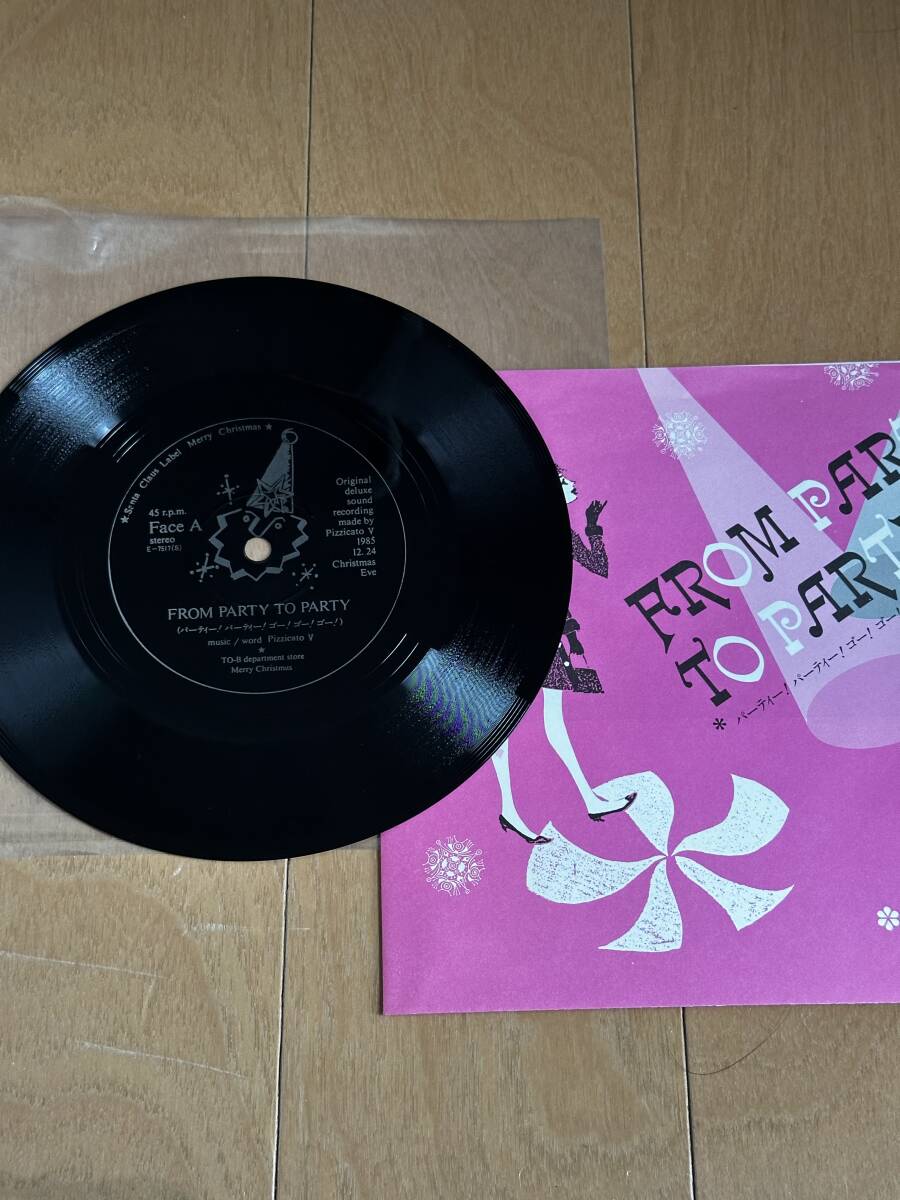 ★ Santa Claus Label Merry Christmas ★
45 r.p.m.
Face A
stereo
E-7517(S)
Original
deluxe
sound
recording
made by
Pizzicato V
1985
12. 24
Christmas
Eve
FROM PARTY TO PARTY
(パーティー! パーティー! ゴー! ゴー! ゴー!)
music / word Pizzicato V
★
TO-B department store
Merry Christmas
FROM PAR
TO PARTY
* パーティー! パーティー! ゴー! ゴー!